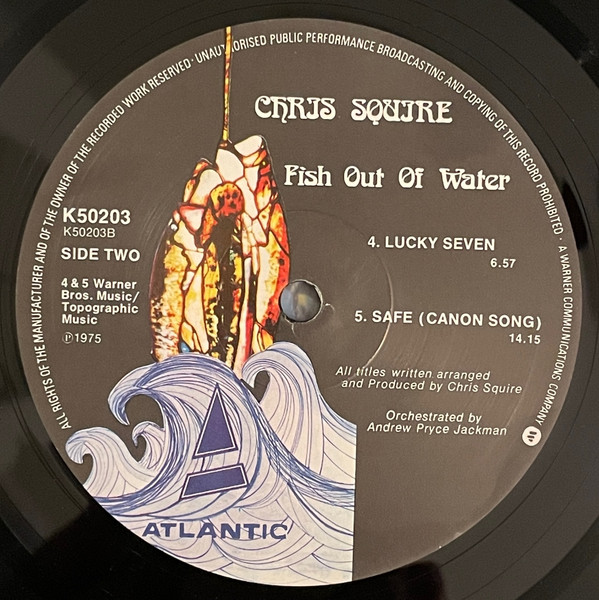 ALL RIGHTS OF THE MANUFACTURER AND OF THE OWNER OF THE RECORDED WORK RESERVED · UNAUTHORISED PUBLIC PERFORMANCE BROADCASTING AND COPYING OF THIS RECORD PROHIBITED · A WARNER COMMUNICATIONS COMPANY
CHRIS SQUIRE
Fish Out Of Water
K50203
K50203B
SIDE TWO
4 & 5 Warner
Bros. Music/
Topographic
Music
℗1975
4. LUCKY SEVEN
6.57
5. SAFE (CANON SONG)
14.15
All titles written arranged
and Produced by Chris Squire
Orchestrated by
Andrew Pryce Jackman
A
ATLANTIC